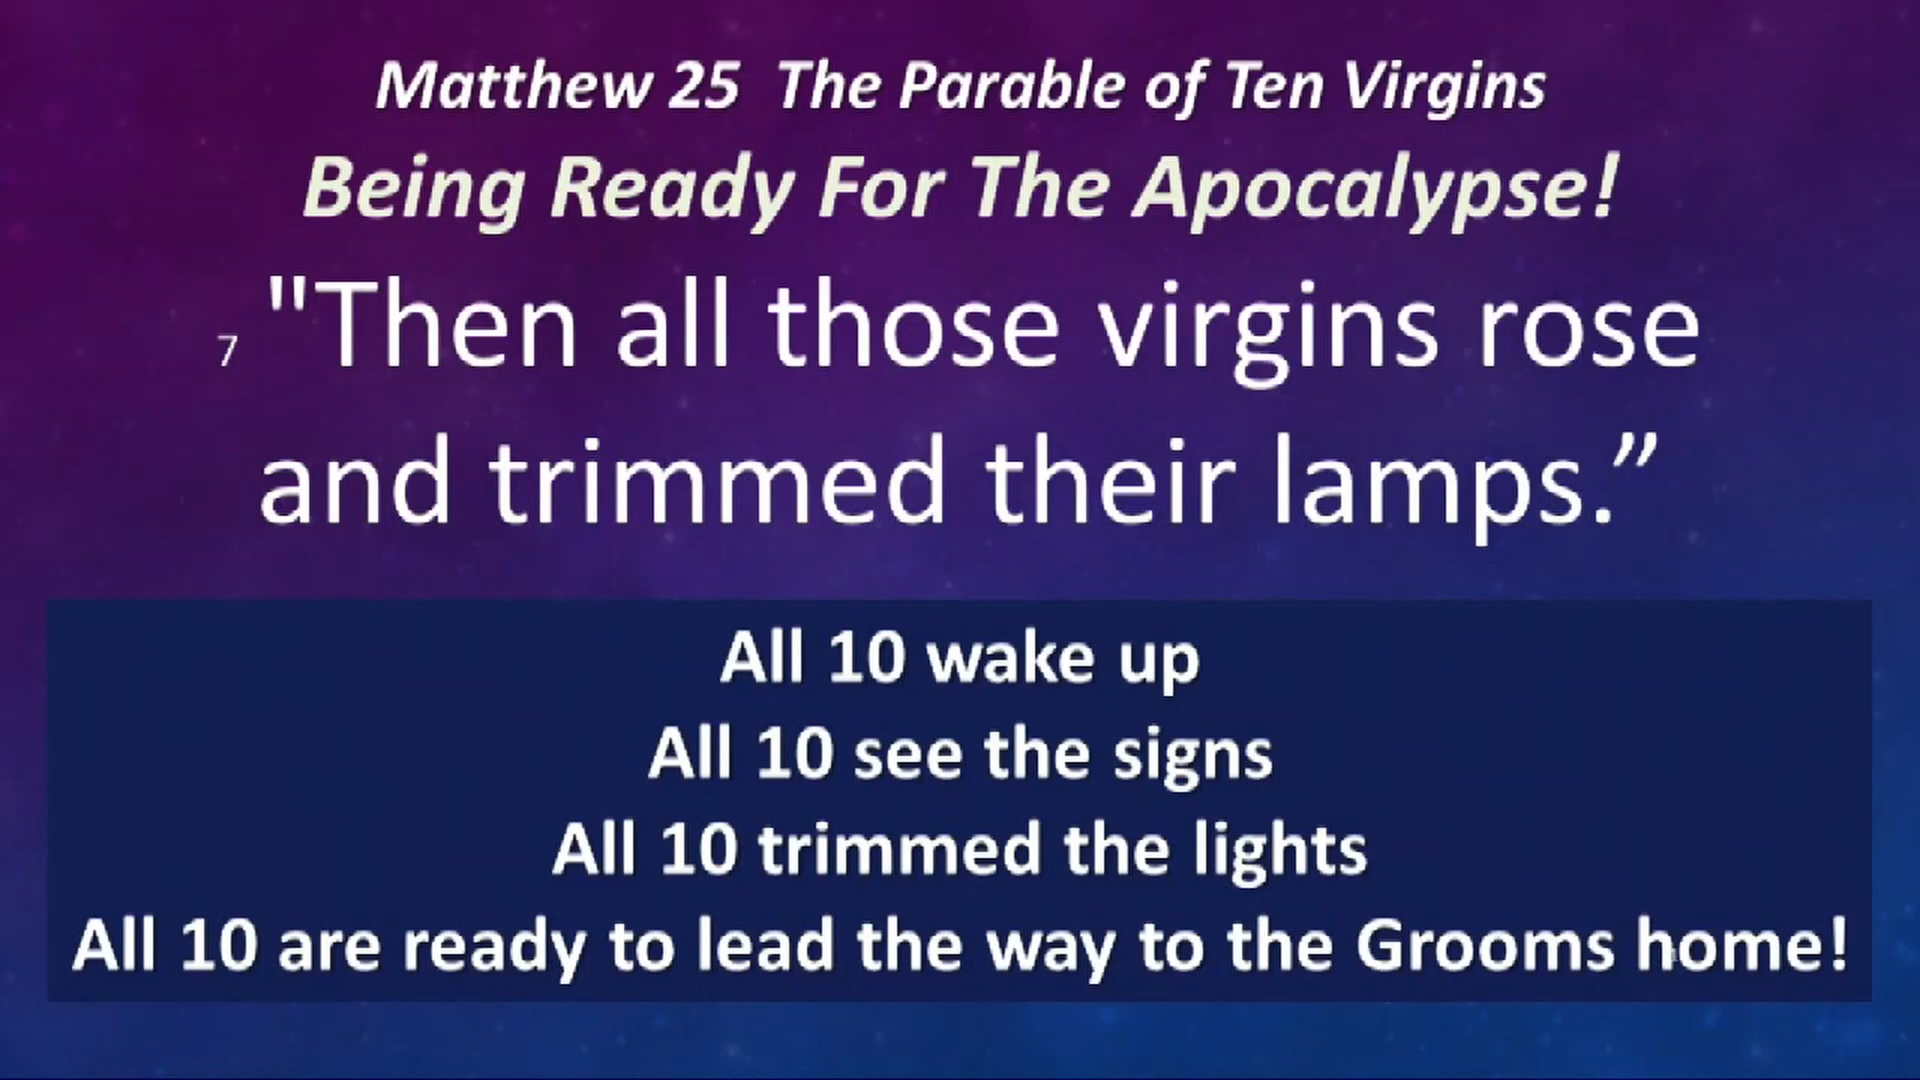 Matthew 25 The Parable of Ten Virgins
Being Ready For The Apocalypse!
7 "Then all those virgins rose
and trimmed their lamps.”
All 10 wake up
All 10 see the signs
All 10 trimmed the lights
All 10 are ready to lead the way to the Grooms home!